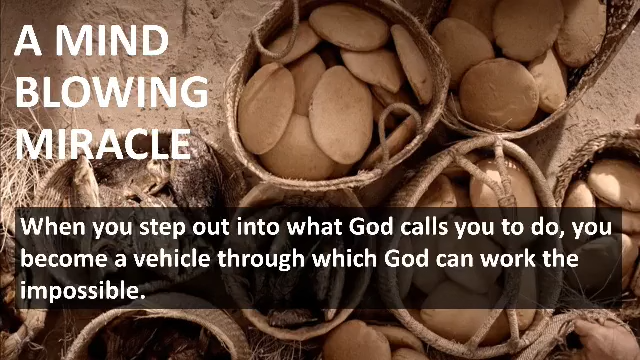 A MIND
BLOWING
MIRACLE
When you step out into what God calls you to do, you
become a vehicle through which God can work the
impossible.